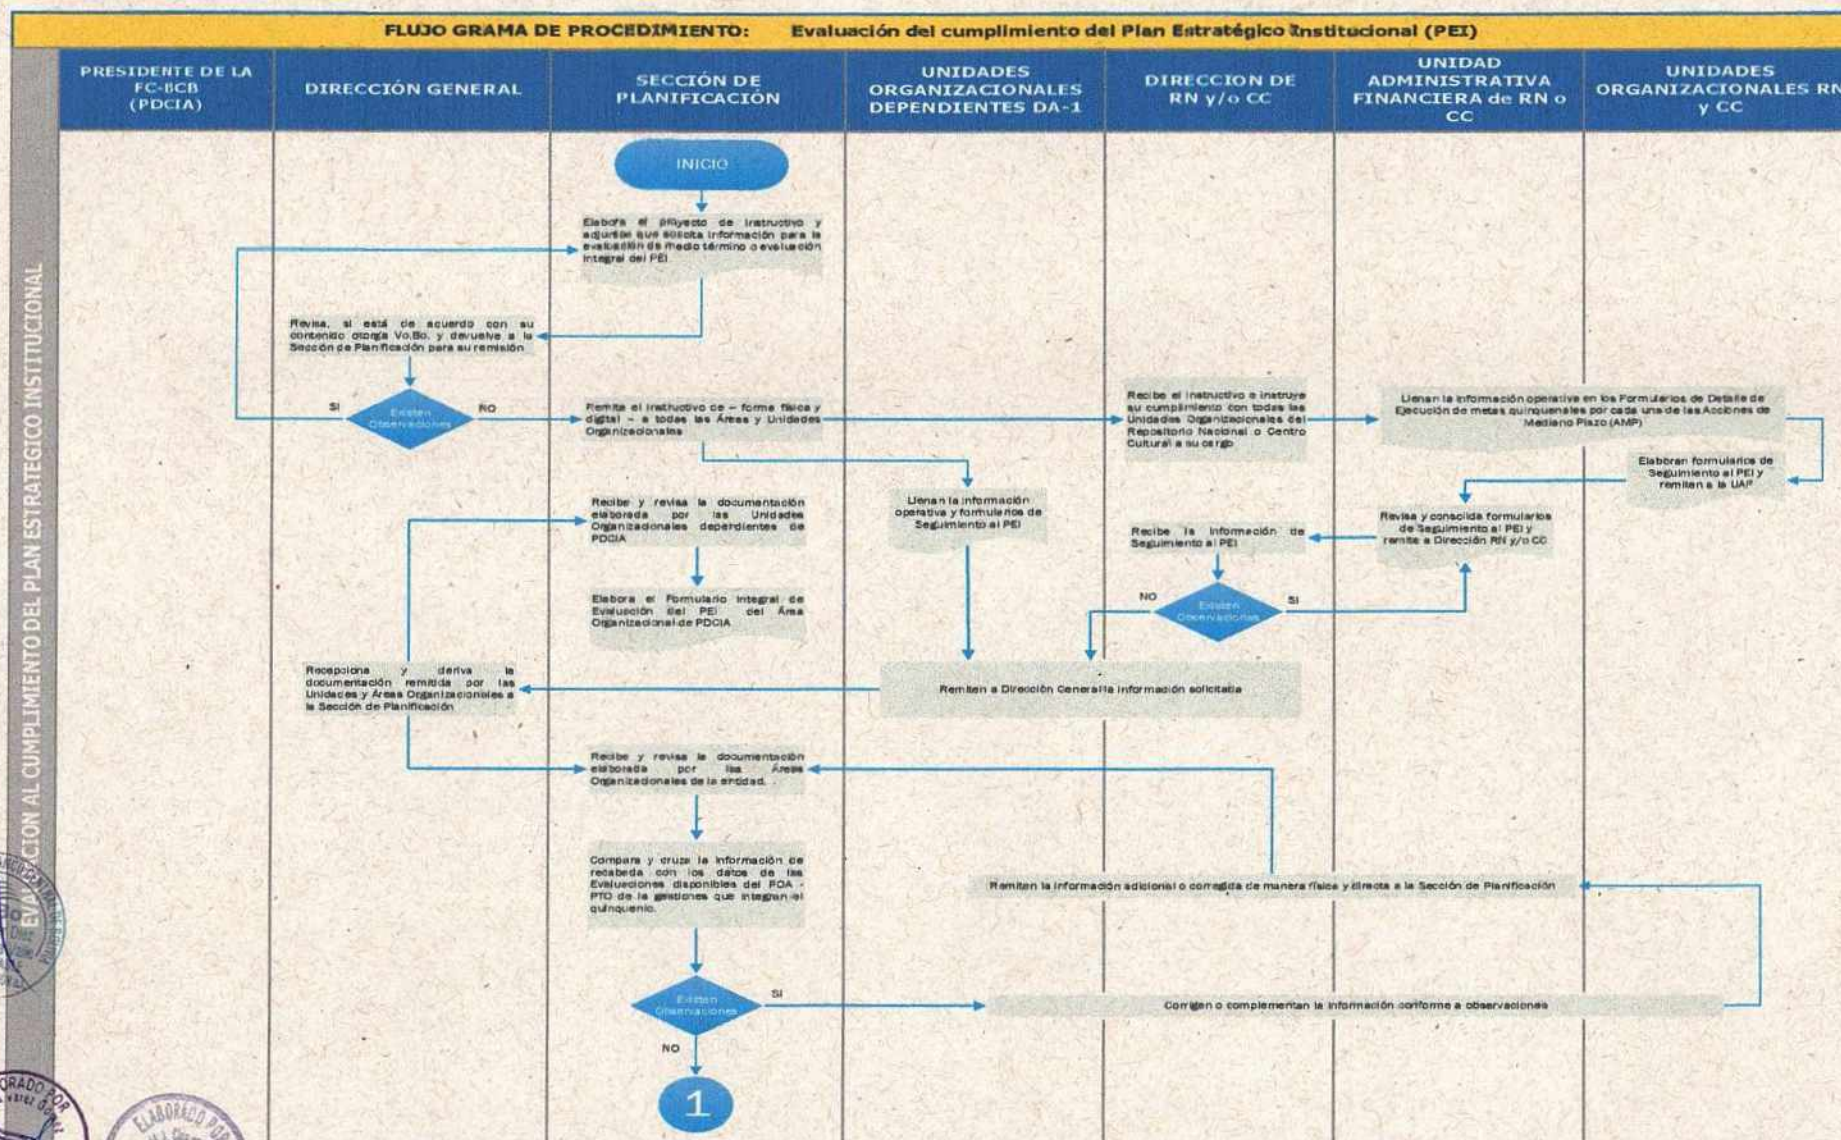 FLUJO GRAMA DE PROCEDIMIENTO: Evaluación del cumplimiento del Plan Estratégico Institucional (PEI)
PRESIDENTE DE LA
FC-BCB
(PDCIA)
DIRECCIÓN GENERAL
SECCIÓN DE
PLANIFICACIÓN
UNIDADES
ORGANIZACIONALES
DEPENDIENTES DA-1
DIRECCION DE
RN y/o CC
UNIDAD
ADMINISTRATIVA
FINANCIERA de RN o
CC
UNIDADES
ORGANIZACIONALES RN
y CC
EVALUACION AL CUMPLIMIENTO DEL PLAN ESTRATEGICO INSTITUCIONAL
INICIO
Elabora el proyecto de Instructivo y
adjuntos que solicita información para la
evaluación de medio término o evaluación
integral del PEI
Revisa, si está de acuerdo con su
contenido otorga Vo.Bo. y devuelve a la
Sección de Planificación para su remisión
SI
Existen
Observaciones
NO
Remite el instructivo de – forma física y
digital – a todas las Áreas y Unidades
Organizacionales
Recibe el instructivo e instruye
su cumplimiento con todas las
Unidades Organizacionales del
Repositorio Nacional o Centro
Cultural a su cargo
Llenan la información operativa en los Formularios de Detalle de
Ejecución de metas quinquenales por cada una de las Acciones de
Mediano Plazo (AMP)
Elaboran formularios de
Seguimiento al PEI y
remiten a la UAF
Recibe y revisa la documentación
elaborada por las Unidades
Organizacionales dependientes de
PDCIA
Llenan la información
operativa y formularios de
Seguimiento al PEI
Recibe la información de
Seguimiento al PEI
Revisa y consolida formularios
de Seguimiento al PEI y
remite a Dirección RN y/o CC
Elabora el Formulario Integral de
Evaluación del PEI del Área
Organizacional de PDCIA
NO
Existen
Observaciones
SI
Recepciona y deriva la
documentación remitida por las
Unidades y Áreas Organizacionales a
la Sección de Planificación
Remiten a Dirección General la información solicitada
Recibe y revisa la documentación
elaborada por las Áreas
Organizacionales de la entidad.
Compara y cruza la información de
recabada con los datos de las
Evaluaciones disponibles del POA -
PTO de la gestiones que integran el
quinquenio.
Remiten la información adicional o corregida de manera física y directa a la Sección de Planificación
Existen
Observaciones
SI
Corrigen o complementan la información conforme a observaciones
NO
1
ELABORADO POR